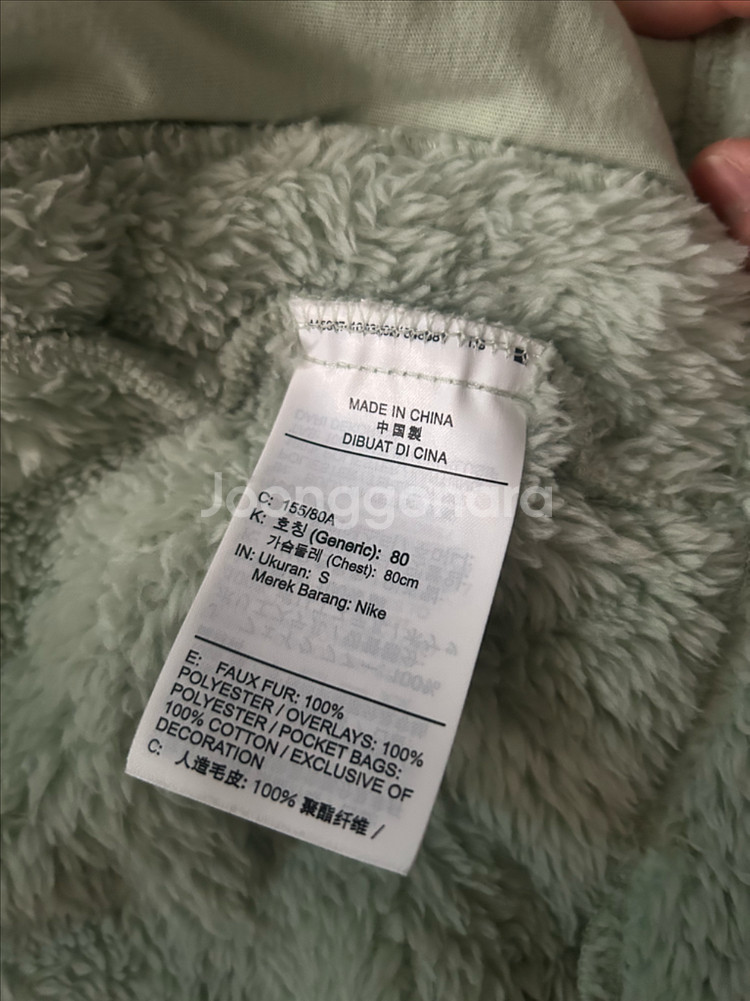 MADE IN CHINA
中国製
DIBUAT DI CINA
Joonggonara
C: 155/80A
K: 호칭 (Generic): 80
가슴둘레 (Chest): 80cm
IN: Ukuran: S
Merek Barang: Nike
E: FAUX FUR: 100%
POLYESTER / OVERLAYS: 100%
POLYESTER / POCKET BAGS:
100% COTTON / EXCLUSIVE OF
DECORATION
C: 人造毛皮: 100% 聚酯纤维 /